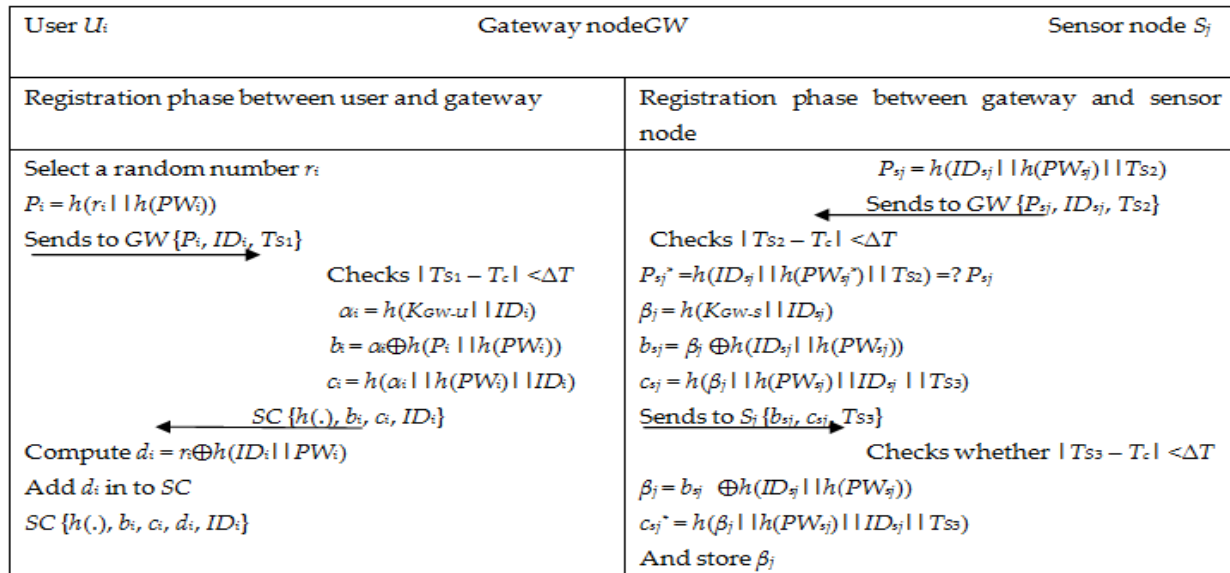 User Uᵢ Gateway nodeGW Sensor node Sⱼ
Registration phase between user and gateway
Select a random number rᵢ
Pᵢ = h(rᵢ||h(PWᵢ))
Sends to GW {Pᵢ, IDᵢ, Tₛ₁}
Checks |Tₛ₁ − T꜀| <ΔT
αᵢ = h(K_GW-u||IDᵢ)
bᵢ = αᵢ⊕h(Pᵢ||h(PWᵢ))
cᵢ = h(αᵢ||h(PWᵢ)||IDᵢ)
SC {h(.), bᵢ, cᵢ, IDᵢ}
Compute dᵢ = rᵢ⊕h(IDᵢ||PWᵢ)
Add dᵢ in to SC
SC {h(.), bᵢ, cᵢ, dᵢ, IDᵢ}
Registration phase between gateway and sensor
node
Pₛⱼ = h(IDₛⱼ||h(PWₛⱼ)||Tₛ₂)
Sends to GW {Pₛⱼ, IDₛⱼ, Tₛ₂}
Checks |Tₛ₂ − T꜀| <ΔT
Pₛⱼ* =h(IDₛⱼ||h(PWₛⱼ*)||Tₛ₂) =? Pₛⱼ
βⱼ = h(K_GW-s||IDₛⱼ)
bₛⱼ = βⱼ ⊕h(IDₛⱼ||h(PWₛⱼ))
cₛⱼ = h(βⱼ||h(PWₛⱼ)||IDₛⱼ ||Tₛ₃)
Sends to Sⱼ {bₛⱼ, cₛⱼ, Tₛ₃}
Checks whether |Tₛ₃ − T꜀| <ΔT
βⱼ = bₛⱼ ⊕h(IDₛⱼ||h(PWₛⱼ))
cₛⱼ* = h(βⱼ||h(PWₛⱼ)||IDₛⱼ||Tₛ₃)
And store βⱼ